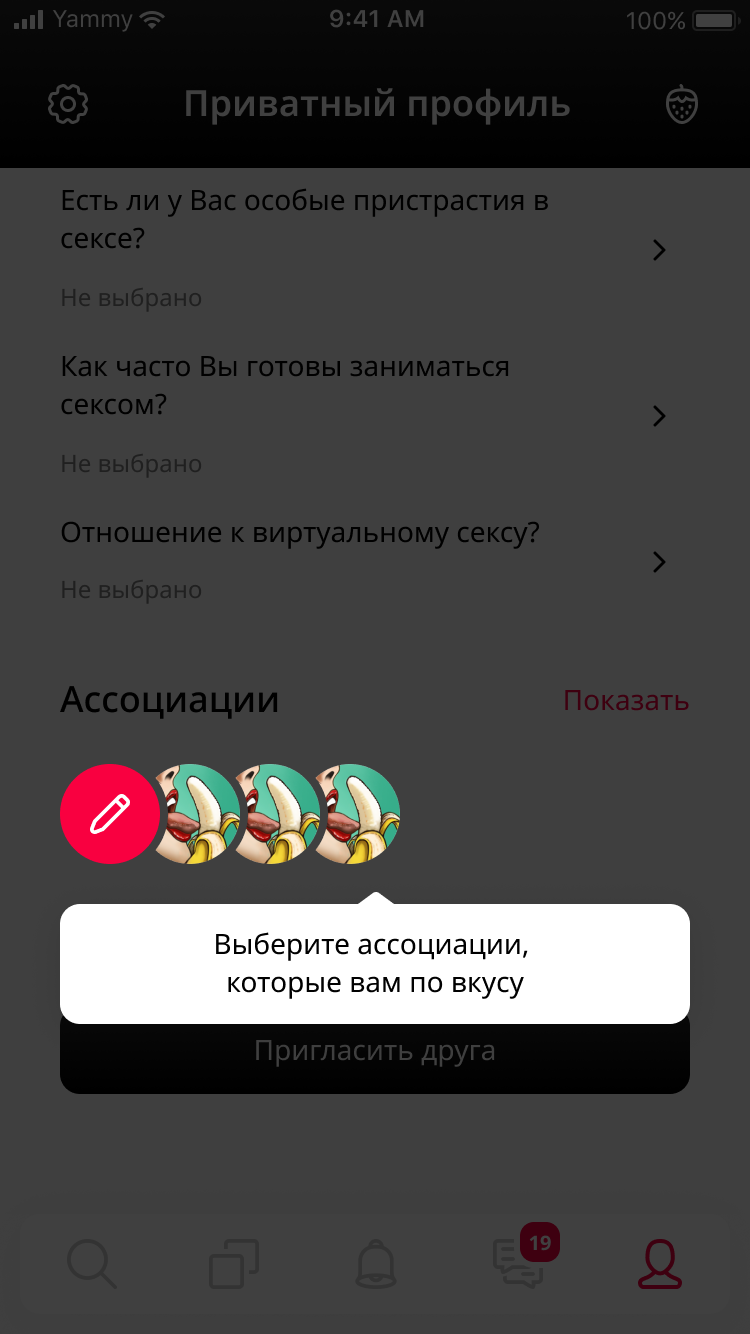 Yammy 9:41 AM 100%
Приватный профиль
Есть ли у Вас особые пристрастия в
сексе?
Не выбрано
Как часто Вы готовы заниматься
сексом?
Не выбрано
Отношение к виртуальному сексу?
Не выбрано
Ассоциации Показать
Выберите ассоциации,
которые вам по вкусу
Пригласить друга
19